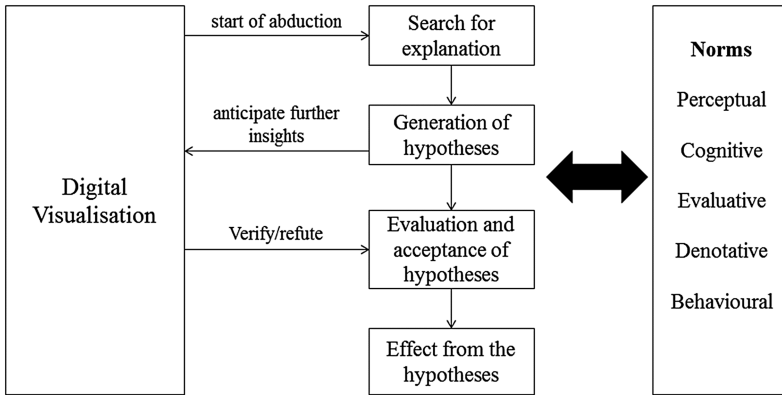 Digital
Visualisation
start of abduction
anticipate further
insights
Verify/refute
Search for
explanation
Generation of
hypotheses
Evaluation and
acceptance of
hypotheses
Effect from the
hypotheses
Norms
Perceptual
Cognitive
Evaluative
Denotative
Behavioural